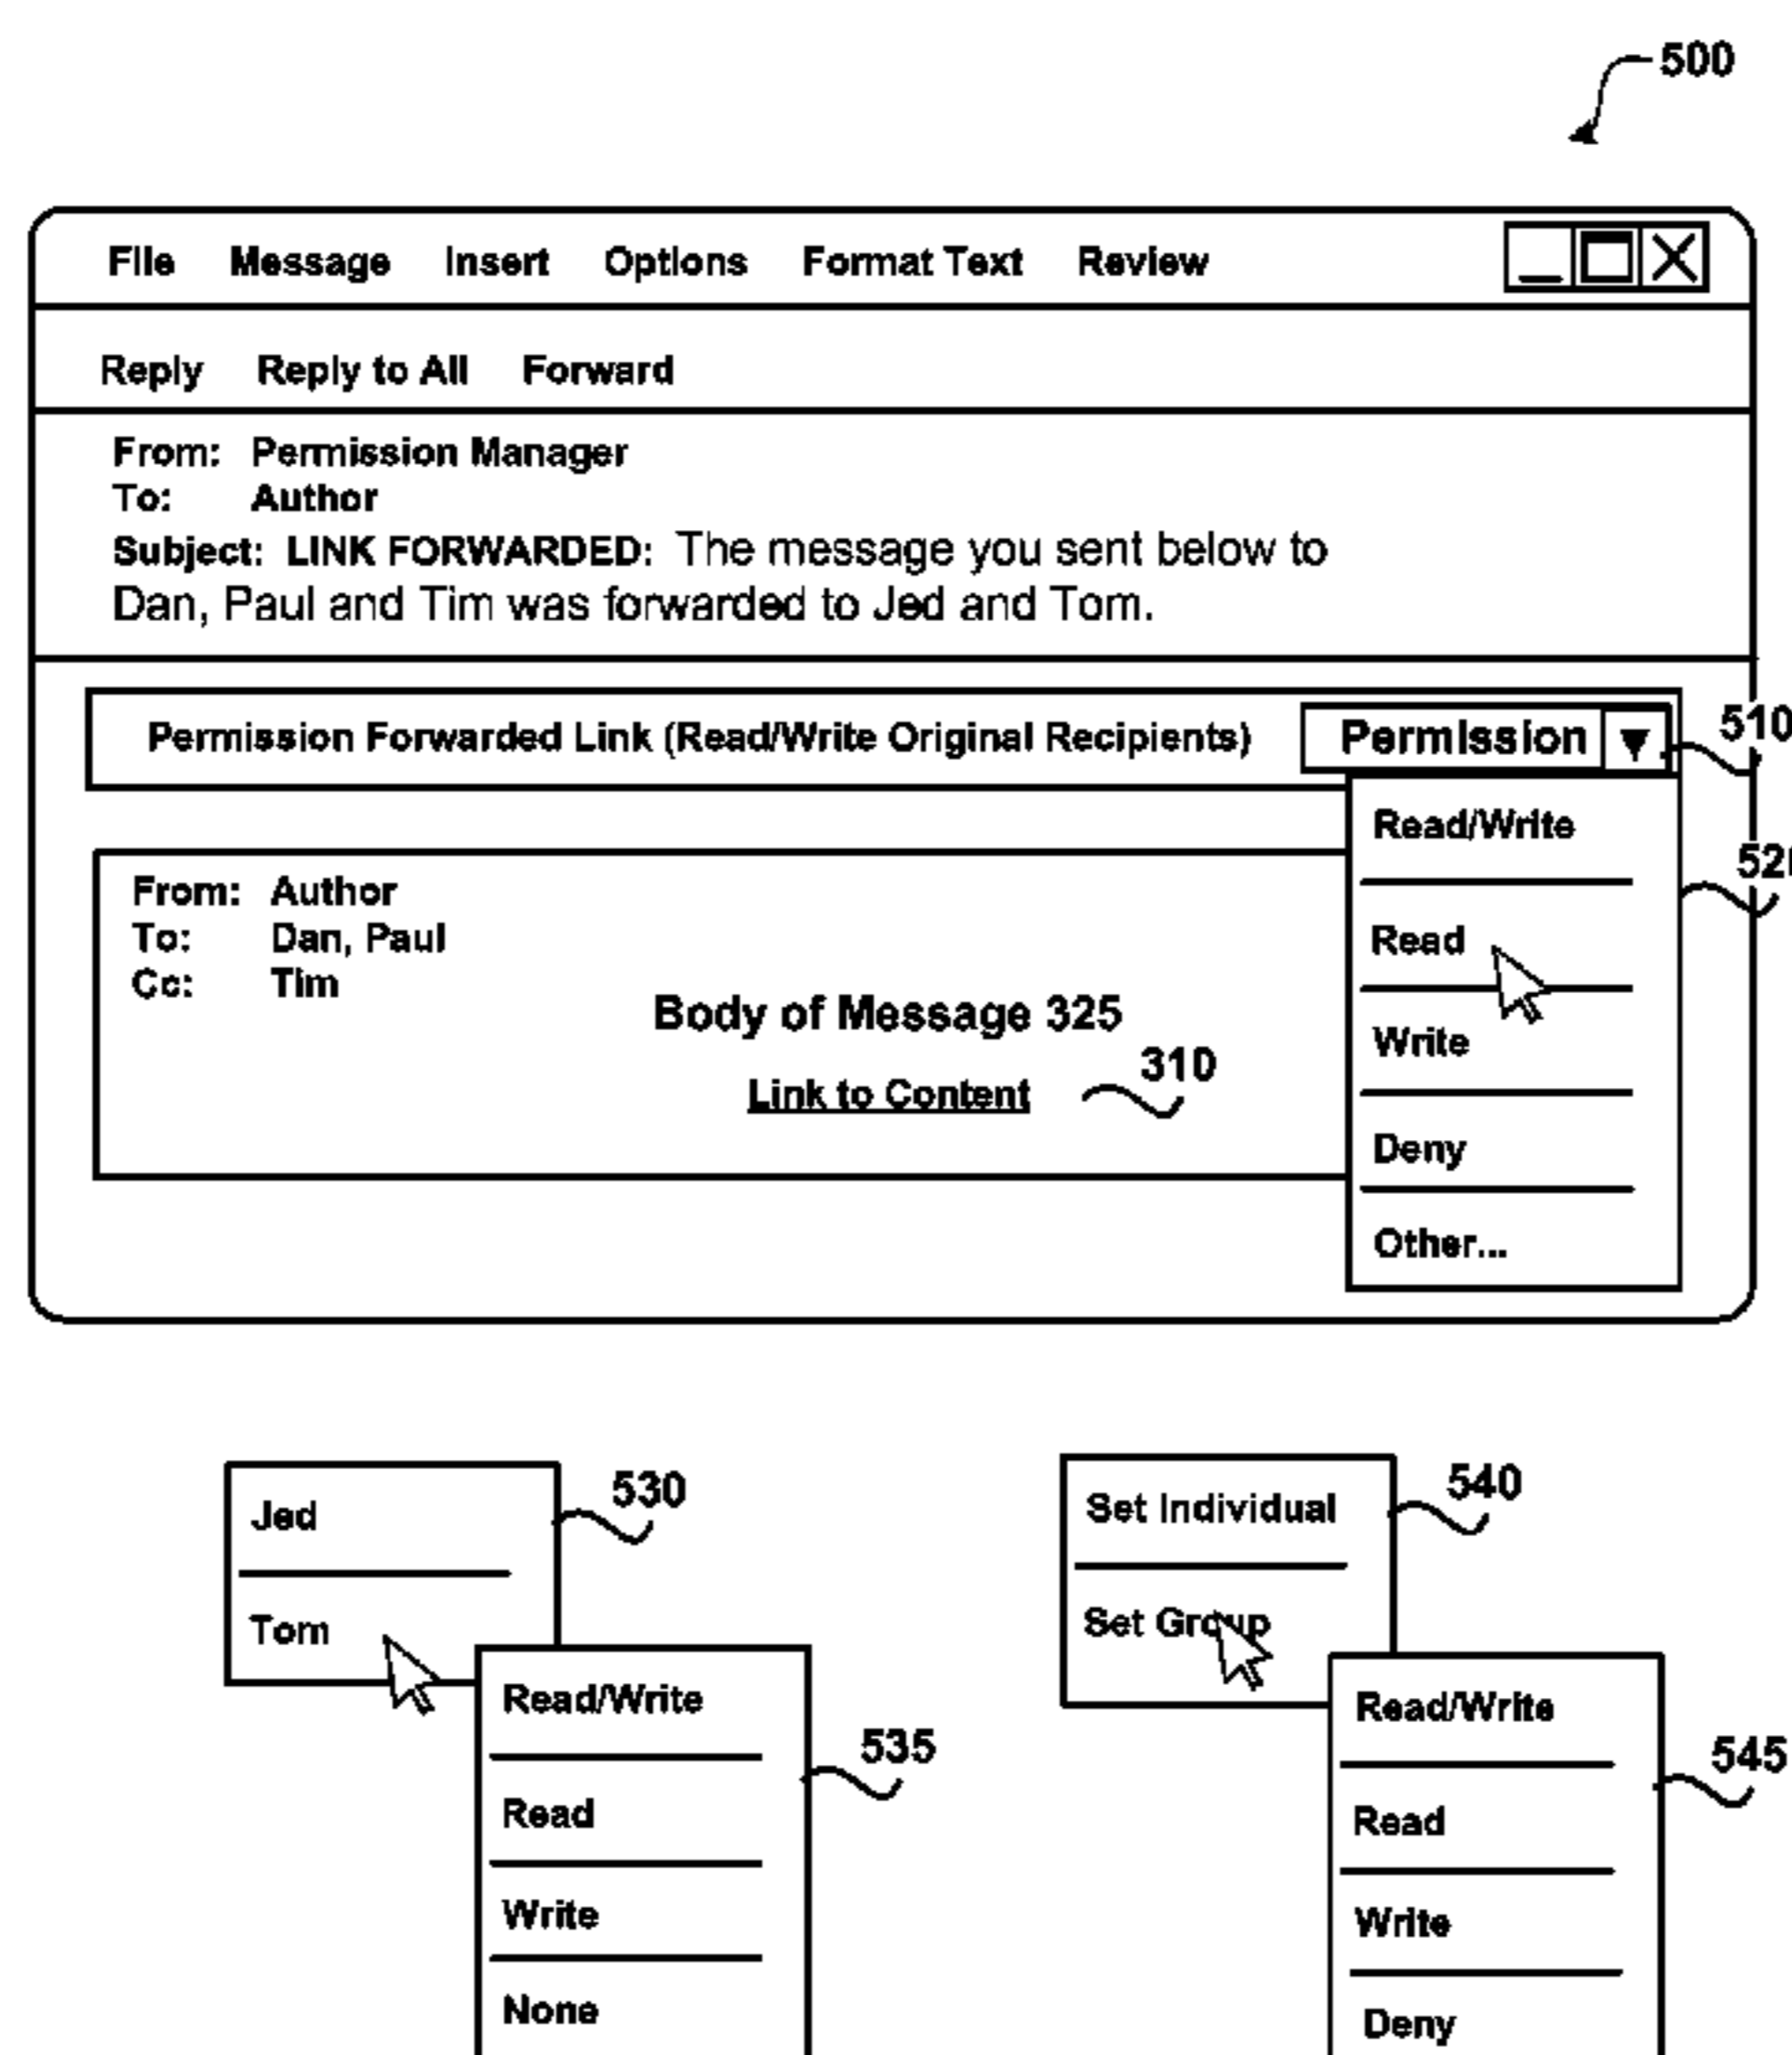 500
File Message Insert Options Format Text Review
Reply Reply to All Forward
From: Permission Manager
To: Author
Subject: LINK FORWARDED: The message you sent below to
Dan, Paul and Tim was forwarded to Jed and Tom.
Permission Forwarded Link (Read/Write Original Recipients)
Permission
510
Read/Write
Read
Write
Deny
Other...
From: Author
To: Dan, Paul
Cc: Tim
Body of Message 325
Link to Content
310
Jed
Tom
530
Read/Write
Read
Write
None
535
Set Individual
Set Group
540
Read/Write
Read
Write
Deny
545